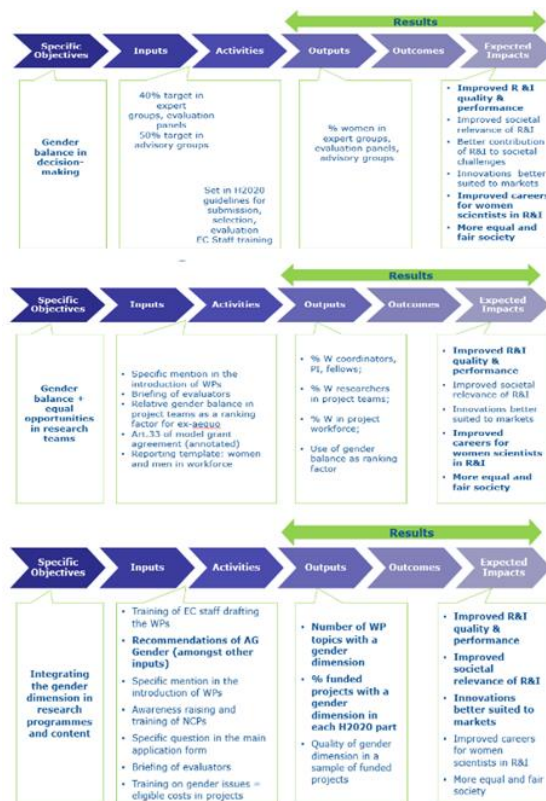 Results
Specific
Objectives
Inputs
Activities
Outputs
Outcomes
Expected
Impacts
Gender
balance in
decision-
making
40% target in
expert
groups, evaluation
panels
50% target in
advisory groups
Set in H2020
guidelines for
submission,
selection,
evaluation
EC Staff training
% women in
expert groups,
evaluation panels,
advisory groups
• Improved R &I
quality &
performance
• Improved societal
relevance of R&I
• Better contribution
of R&I to societal
challenges
• Innovations better
suited to markets
• Improved careers
for women
scientists in R&I
• More equal and
fair society
Results
Specific
Objectives
Inputs
Activities
Outputs
Outcomes
Expected
Impacts
Gender
balance +
equal
opportunities
in research
teams
• Specific mention in the
introduction of WPs
• Briefing of evaluators
• Relative gender balance in
project teams as a ranking
factor for ex-aequo
• Art.33 of model grant
agreement (annotated)
• Reporting template: women
and men in workforce
• % W coordinators,
PI, fellows;
• % W researchers
in project teams;
• % W in project
workforce;
• Use of gender
balance as ranking
factor
• Improved R&I
quality &
performance
• Improved societal
relevance of R&I
• Innovations better
suited to markets
• Improved
careers for
women scientists
in R&I
• More equal and
fair society
Results
Specific
Objectives
Inputs
Activities
Outputs
Outcomes
Expected
Impacts
Integrating
the gender
dimension in
research
programmes
and content
• Training of EC staff drafting
the WPs
• Recommendations of AG
Gender (amongst other
inputs)
• Specific mention in the
introduction of WPs
• Awareness raising and
training of NCPs
• Specific question in the main
application form
• Briefing of evaluators
• Training on gender issues =
eligible costs in projects
• Number of WP
topics with a
gender
dimension
• % funded
projects with a
gender
dimension in
each H2020 part
• Quality of gender
dimension in a
sample of funded
projects
• Improved R&I
quality &
performance
• Improved
societal
relevance of R&I
• Innovations
better suited to
markets
• Improved careers
for women
scientists in R&I
• More equal and fair
society